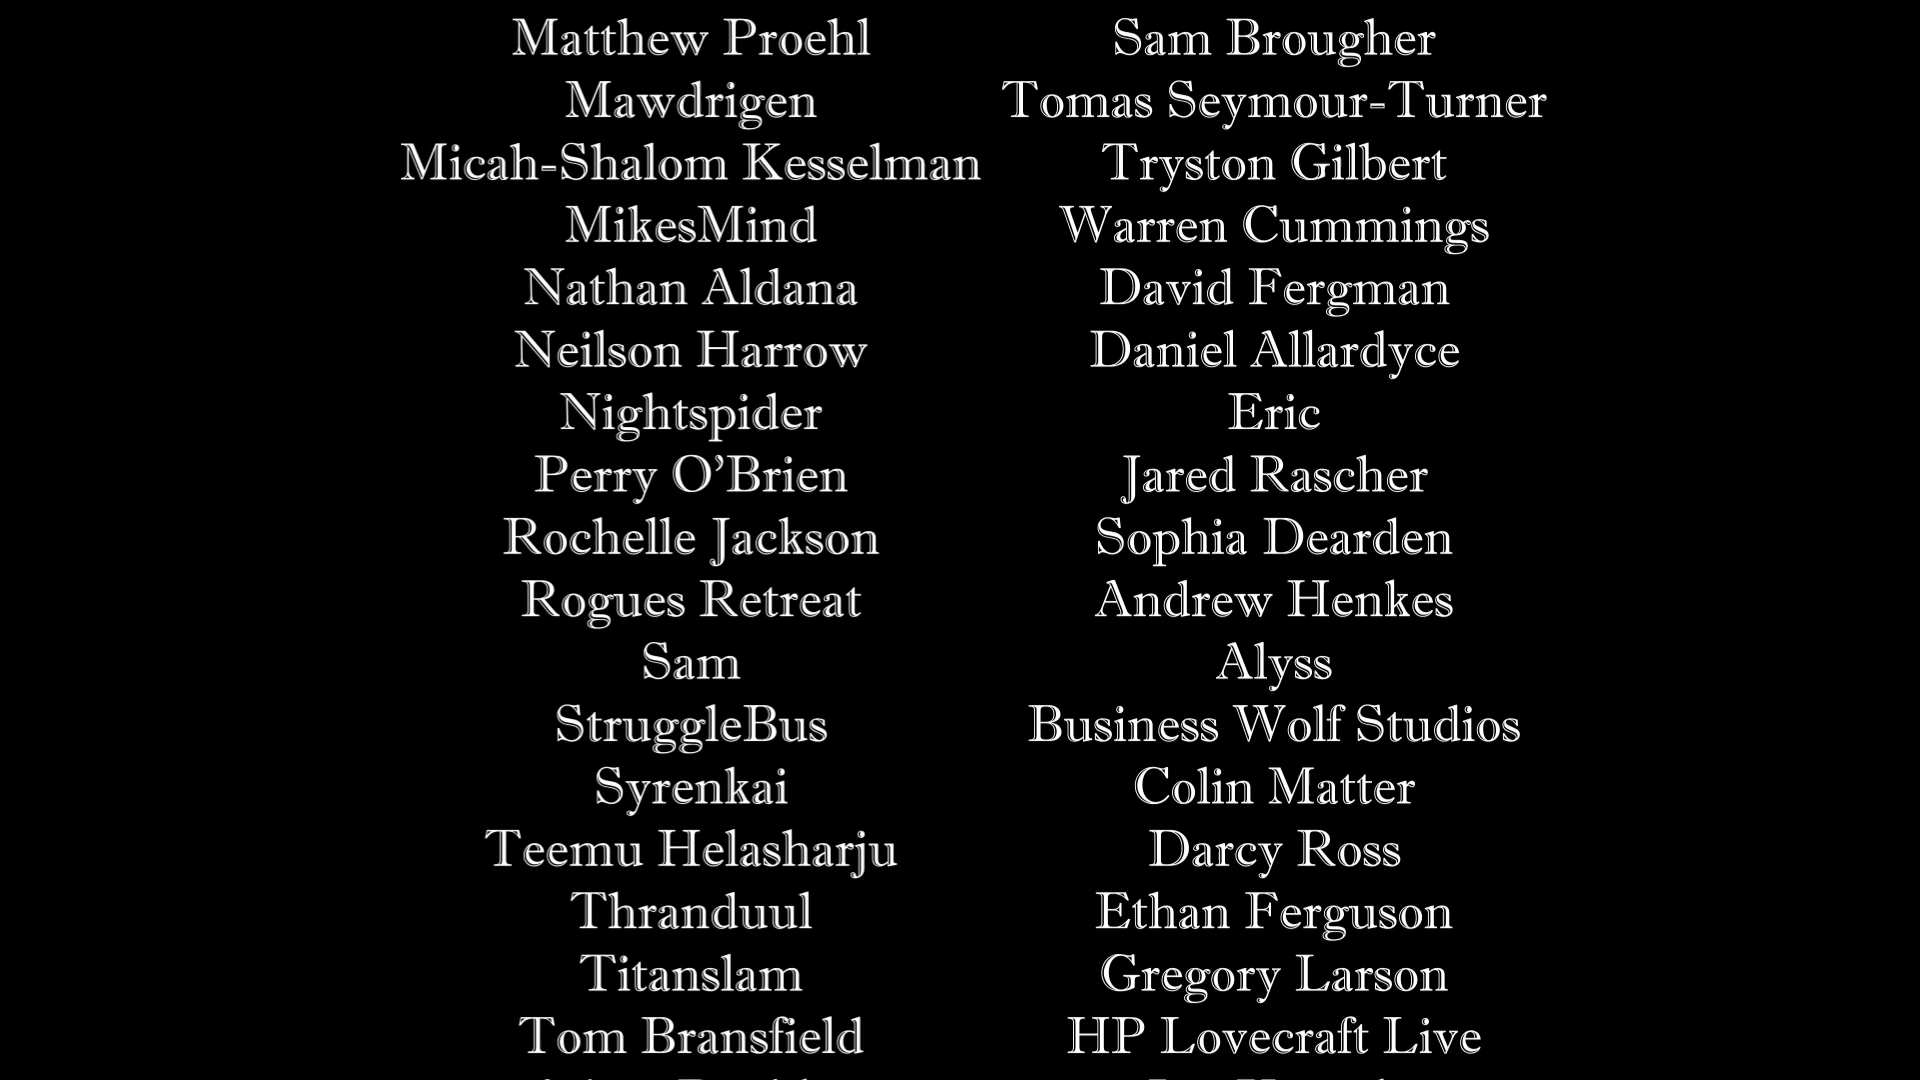 Matthew Proehl
Mawdrigen
Micah-Shalom Kesselman
MikesMind
Nathan Aldana
Neilson Harrow
Nightspider
Perry O’Brien
Rochelle Jackson
Rogues Retreat
Sam
StruggleBus
Syrenkai
Teemu Helasharju
Thranduul
Titanslam
Tom Bransfield
Sam Brougher
Tomas Seymour-Turner
Tryston Gilbert
Warren Cummings
David Fergman
Daniel Allardyce
Eric
Jared Rascher
Sophia Dearden
Andrew Henkes
Alyss
Business Wolf Studios
Colin Matter
Darcy Ross
Ethan Ferguson
Gregory Larson
HP Lovecraft Live